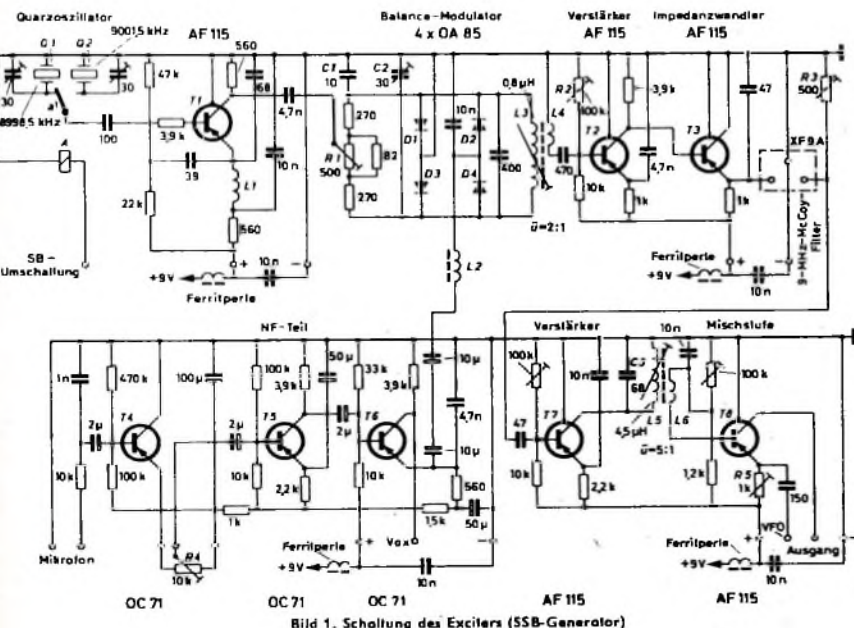 Quarzoszillator
Balance-Modulator
Verstärker
Impedanzwandler
9001,5 kHz
AF 115
4 x OA 85
AF 115
AF 115
Q1
Q2
560
C1
10
C2
30
0,8µH
R2
100k
3,9k
47
R3
500
30
30
47k
68
4,7n
270
10n
L3
L4
8998,5 kHz
a1
T1
D1
D2
T2
T3
XF 9A
100
3,9k
R1
500
82
400
470
4,7n
A
39
10n
D3
D4
L1
270
10k
1k
1k
22k
560
ü=2:1
SB-
Umschaltung
+
-
L2
+
-
+9V
10n
Ferritperle
Ferritperle
+9V
10n
9-MHz-McCoy-
Filter
NF-Teil
Verstärker
10n
Mischstufe
1n
470k
100µ
100k
3,9k
50µ
33k
3,9k
10µ
100k
10n
C3
68
100k
2µ
T4
2µ
T5
2µ
T6
4,7n
10µ
47
T7
L5
L6
T8
4,5µH
ü=5:1
10k
100k
10k
2,2k
10k
560
10k
2,2k
1,2k
R5
1k
150
1k
1,5k
50µ
Mikrofon
R4
10k
Ferritperle
+
Vox
-
+9V
10n
Ferritperle
+
VFO
Ausgang
-
+9V
10n
OC 71
OC 71
OC 71
AF 115
AF 115
Bild 1. Schaltung des Exciters (SSB-Generator)